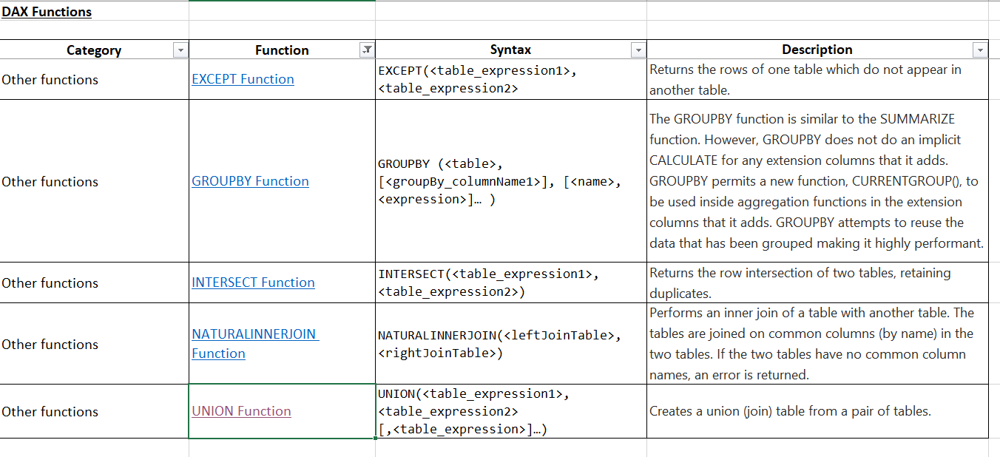 DAX Functions
Category Function Syntax Description
Other functions
EXCEPT Function
EXCEPT(<table_expression1>,
<table_expression2>
Returns the rows of one table which do not appear in
another table.
Other functions
GROUPBY Function
GROUPBY (<table>,
[<groupBy_columnName1>], [<name>,
<expression>]… )
The GROUPBY function is similar to the SUMMARIZE
function. However, GROUPBY does not do an implicit
CALCULATE for any extension columns that it adds.
GROUPBY permits a new function, CURRENTGROUP(), to
be used inside aggregation functions in the extension
columns that it adds. GROUPBY attempts to reuse the
data that has been grouped making it highly performant.
Other functions
INTERSECT Function
INTERSECT(<table_expression1>,
<table_expression2>)
Returns the row intersection of two tables, retaining
duplicates.
Other functions
NATURALINNERJOIN
Function
NATURALINNERJOIN(<leftJoinTable>,
<rightJoinTable>)
Performs an inner join of a table with another table. The
tables are joined on common columns (by name) in the
two tables. If the two tables have no common column
names, an error is returned.
Other functions
UNION Function
UNION(<table_expression1>,
<table_expression2>
[,<table_expression>]…)
Creates a union (join) table from a pair of tables.